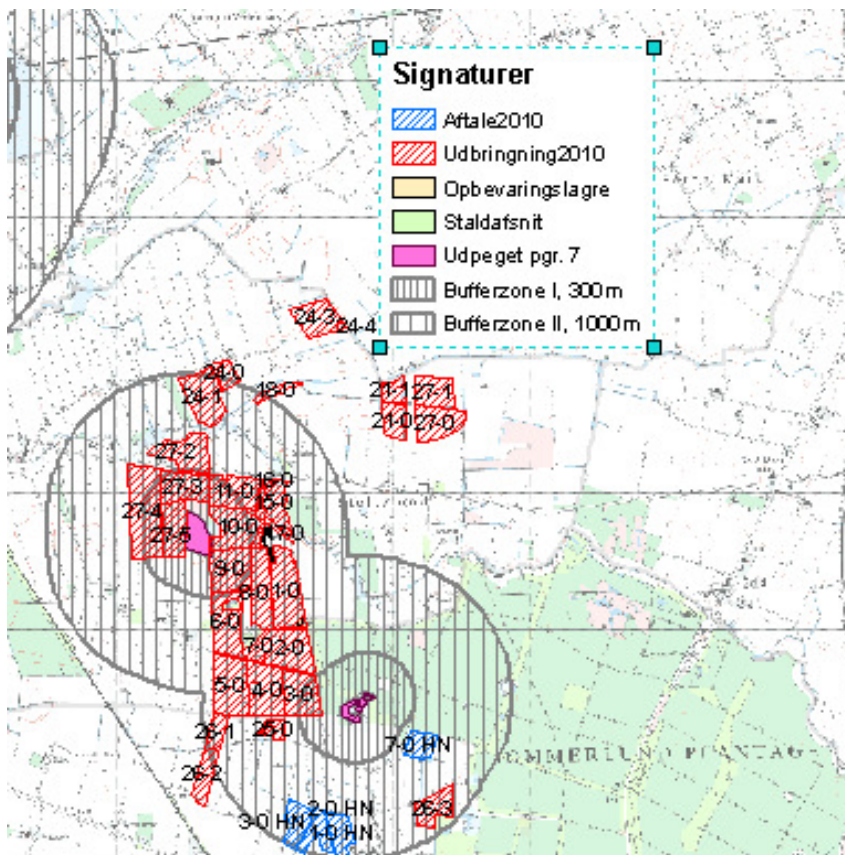 Signaturer
Aftale2010
Udbringning2010
Opbevaringslagre
Staldafsnit
Udpeget pgr. 7
Bufferzone I, 300m
Bufferzone II, 1000m
24-3
24-4
24-0
24-1
18-0
21-1 27-1
21-0 27-0
27-2
27-3
11-0
16-0
15-0
27-4
27-5
10-0
17-0
9-0
8-0
1-0
6-0
7-0
2-0
5-0
4-0
3-0
26-1
25-0
7-0 HN
26-2
26-3
2-0 HN
3-0 HN
1-0 HN